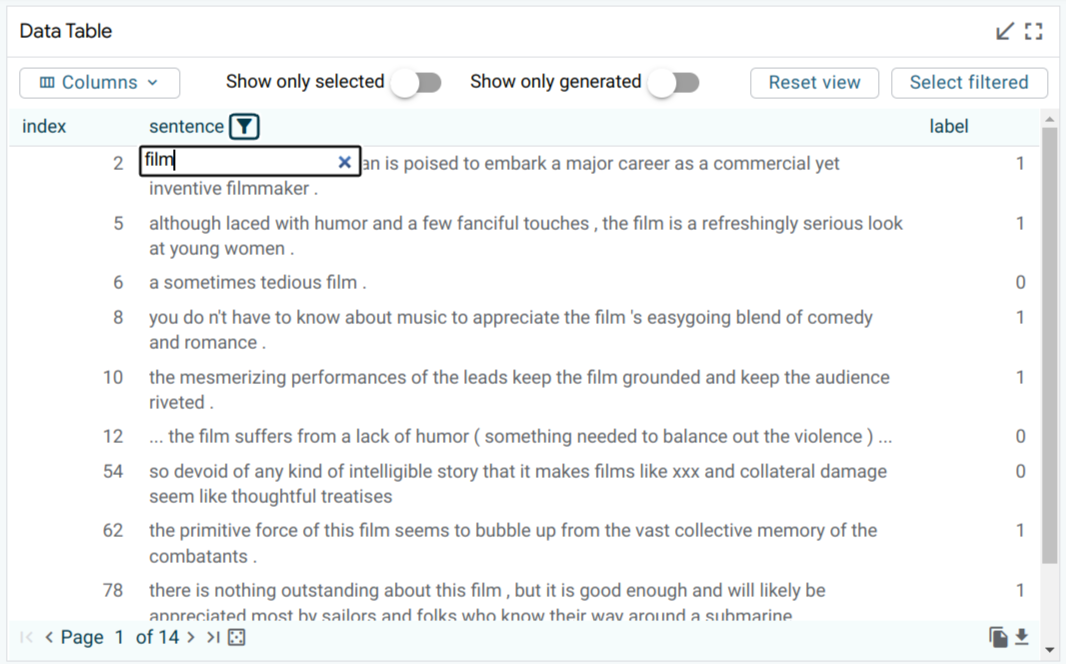 Data Table
Columns Show only selected Show only generated Reset view Select filtered
index sentence label
2 film an is poised to embark a major career as a commercial yet 1
inventive filmmaker .
5 although laced with humor and a few fanciful touches , the film is a refreshingly serious look 1
at young women .
6 a sometimes tedious film . 0
8 you do n't have to know about music to appreciate the film 's easygoing blend of comedy 1
and romance .
10 the mesmerizing performances of the leads keep the film grounded and keep the audience 1
riveted .
12 ... the film suffers from a lack of humor ( something needed to balance out the violence ) ... 0
54 so devoid of any kind of intelligible story that it makes films like xxx and collateral damage 0
seem like thoughtful treatises
62 the primitive force of this film seems to bubble up from the vast collective memory of the 1
combatants .
78 there is nothing outstanding about this film , but it is good enough and will likely be 1
appreciated most by sailors and folks who know their way around a submarine
Page 1 of 14